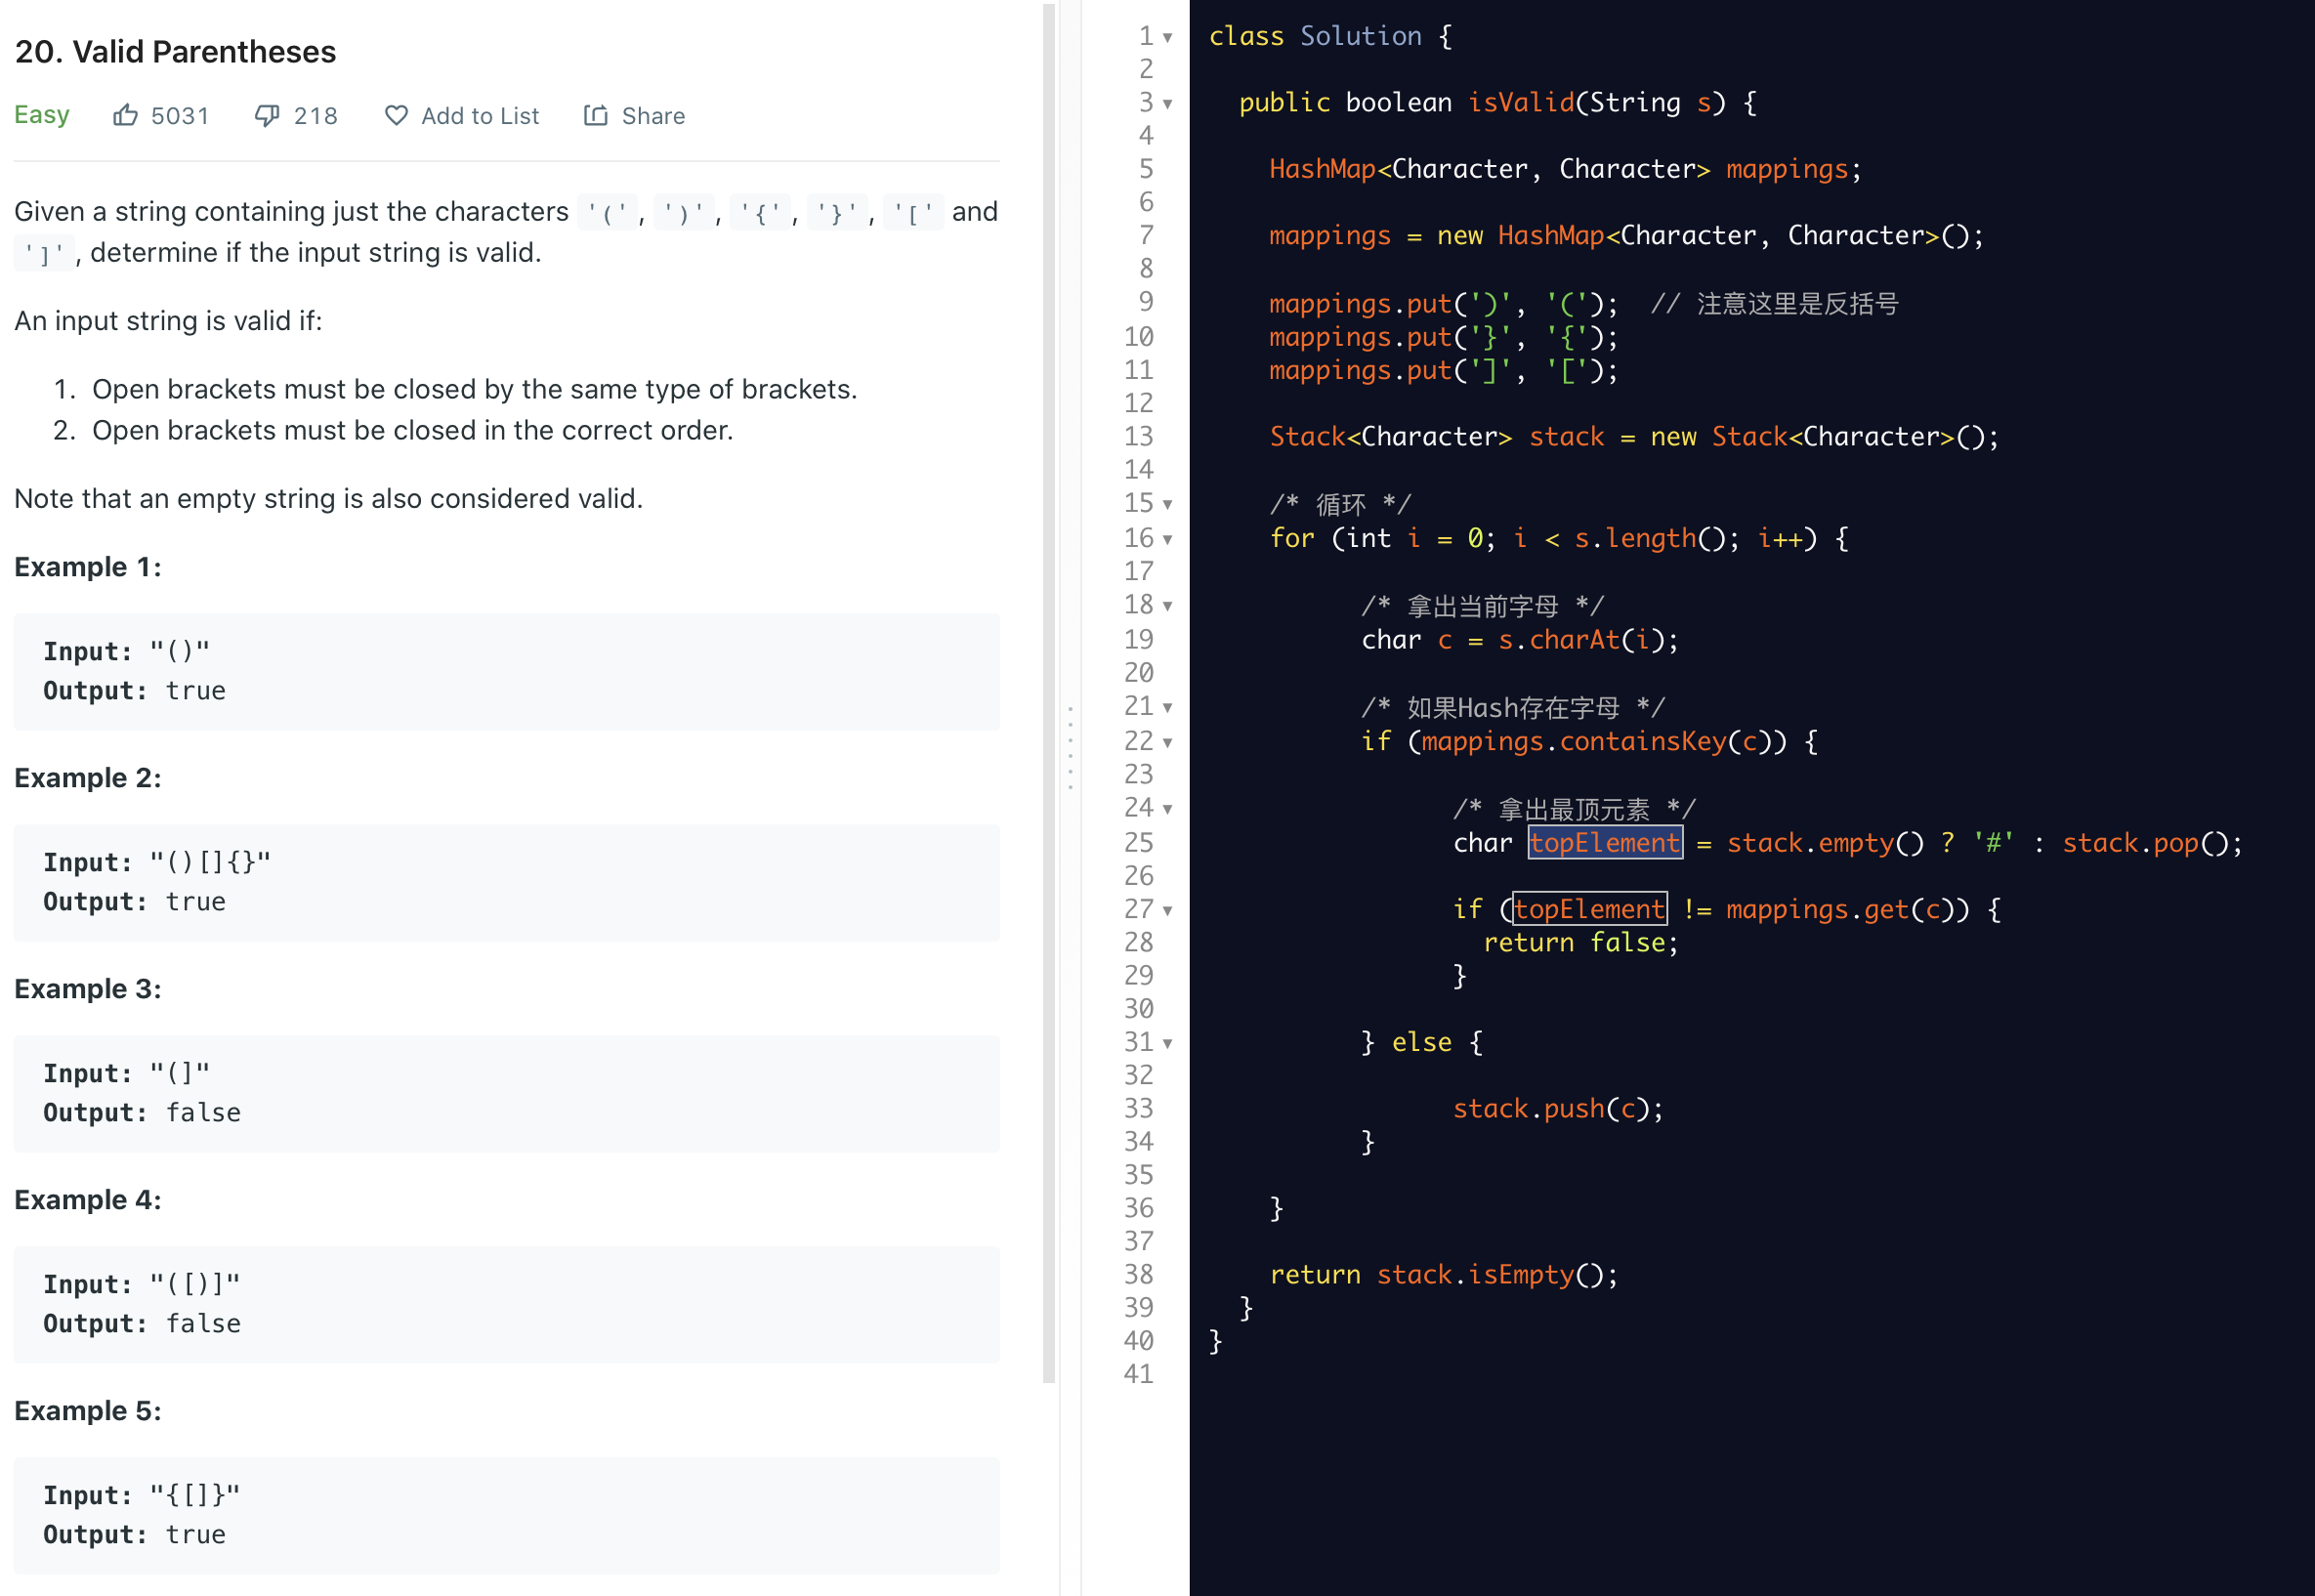 20. Valid Parentheses
Easy 5031 218 Add to List Share
Given a string containing just the characters '(', ')', '{', '}', '[' and
']', determine if the input string is valid.
An input string is valid if:
1. Open brackets must be closed by the same type of brackets.
2. Open brackets must be closed in the correct order.
Note that an empty string is also considered valid.
Example 1:
Input: "()"
Output: true
Example 2:
Input: "()[]{}"
Output: true
Example 3:
Input: "(]"
Output: false
Example 4:
Input: "([)]"
Output: false
Example 5:
Input: "{[]}"
Output: true
1 class Solution {
2
3 public boolean isValid(String s) {
4
5 HashMap<Character, Character> mappings;
6
7 mappings = new HashMap<Character, Character>();
8
9 mappings.put(')', '('); // 注意这里是反括号
10 mappings.put('}', '{');
11 mappings.put(']', '[');
12
13 Stack<Character> stack = new Stack<Character>();
14
15 /* 循环 */
16 for (int i = 0; i < s.length(); i++) {
17
18 /* 拿出当前字母 */
19 char c = s.charAt(i);
20
21 /* 如果Hash存在字母 */
22 if (mappings.containsKey(c)) {
23
24 /* 拿出最顶元素 */
25 char topElement = stack.empty() ? '#' : stack.pop();
26
27 if (topElement != mappings.get(c)) {
28 return false;
29 }
30
31 } else {
32
33 stack.push(c);
34 }
35
36 }
37
38 return stack.isEmpty();
39 }
40 }
41